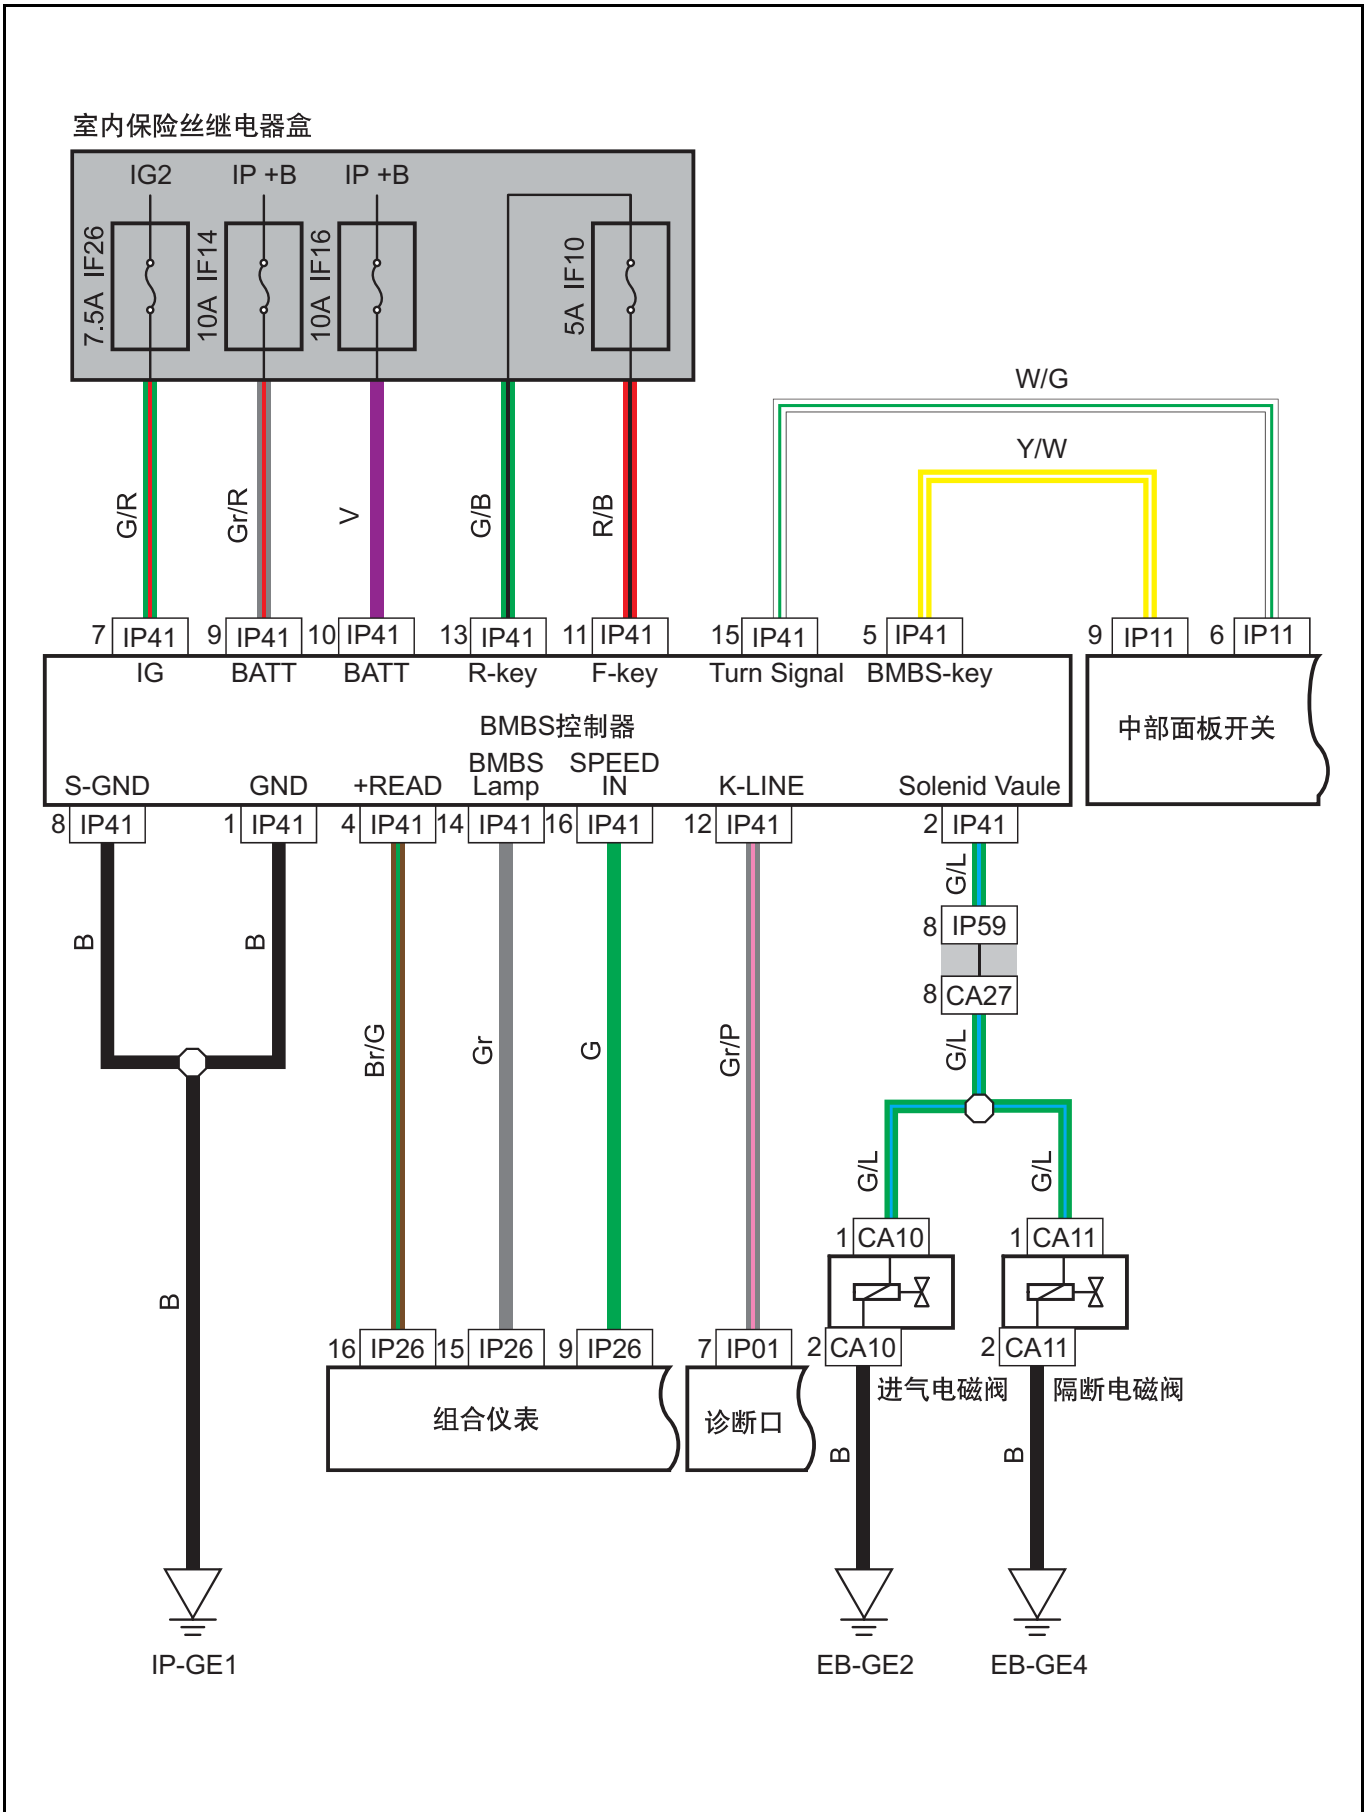 室内保险丝继电器盒
IG2 IP +B IP +B
7.5A IF26
10A IF14
10A IF16
5A IF10
W/G
Y/W
G/R Gr/R V G/B R/B
7 IP41 9 IP41 10 IP41 13 IP41 11 IP41 15 IP41 5 IP41 9 IP11 6 IP11
IG BATT BATT R-key F-key Turn Signal BMBS-key
BMBS控制器
中部面板开关
BMBS SPEED
S-GND GND +READ Lamp IN K-LINE Solenid Vaule
8 IP41 1 IP41 4 IP41 14 IP41 16 IP41 12 IP41 2 IP41
G/L
8 IP59
B B
8 CA27
Br/G Gr G Gr/P G/L
G/L G/L
1 CA10 1 CA11
B
16 IP26 15 IP26 9 IP26 7 IP01 2 CA10 2 CA11
进气电磁阀 隔断电磁阀
组合仪表 诊断口
B B
IP-GE1 EB-GE2 EB-GE4